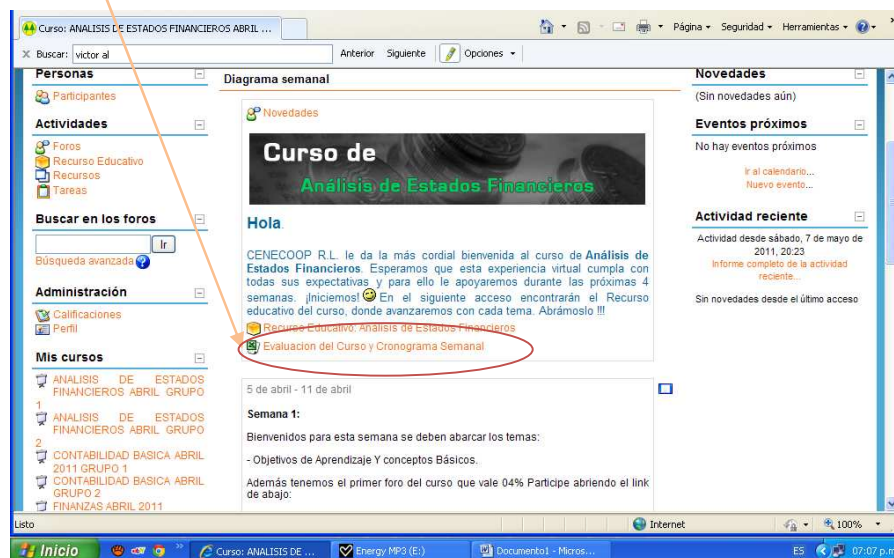 Curso: ANALISIS DE ESTADOS FINANCIEROS ABRIL ...
Página
Seguridad
Herramientas
Buscar: victor al
Anterior Siguiente Opciones
Personas
Participantes
Actividades
Foros
Recurso Educativo
Recursos
Tareas
Buscar en los foros
Ir
Búsqueda avanzada
Administración
Calificaciones
Perfil
Mis cursos
ANALISIS DE ESTADOS
FINANCIEROS ABRIL GRUPO
1
ANALISIS DE ESTADOS
FINANCIEROS ABRIL GRUPO
2
CONTABILIDAD BASICA ABRIL
2011 GRUPO 1
CONTABILIDAD BASICA ABRIL
GRUPO 2
FINANZAS ABRIL 2011
Diagrama semanal
Novedades
Curso de
Análisis de Estados Financieros
Hola.
CENECOOP R.L. le da la más cordial bienvenida al curso de Análisis de
Estados Financieros. Esperamos que esta experiencia virtual cumpla con
todas sus expectativas y para ello le apoyaremos durante las próximas 4
semanas. ¡Iniciemos! En el siguiente acceso encontrarán el Recurso
educativo del curso, donde avanzaremos con cada tema. Abrámoslo !!!
Recurso Educativo: Análisis de Estados Financieros
Evaluacion del Curso y Cronograma Semanal
5 de abril - 11 de abril
Semana 1:
Bienvenidos para esta semana se deben abarcar los temas:
- Objetivos de Aprendizaje Y conceptos Básicos.
Además tenemos el primer foro del curso que vale 04% Participe abriendo el link
de abajo:
Novedades
(Sin novedades aún)
Eventos próximos
No hay eventos próximos
Ir al calendario...
Nuevo evento...
Actividad reciente
Actividad desde sábado, 7 de mayo de
2011, 20:23
Informe completo de la actividad
reciente...
Sin novedades desde el último acceso
Listo
Internet
100%
Inicio
Curso: ANALISIS DE ...
Energy MP3 (E:)
Documento1 - Micros...
ES
07:07 p.m.